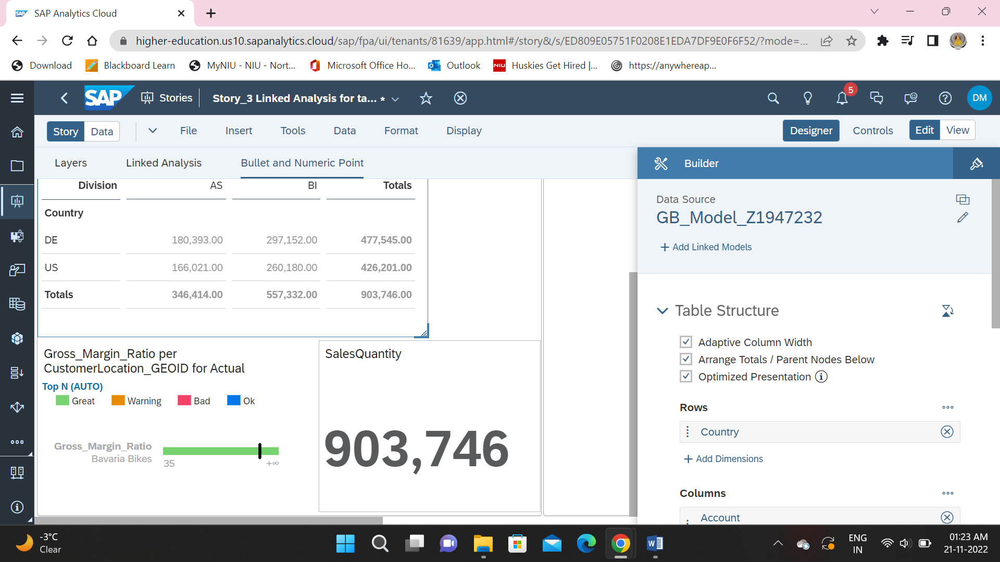 SAP SAP Analytics Cloud
higher-education.us10.sapanalytics.cloud/sap/fpa/ui/tenants/81639/app.html#/story&/s/ED809E05751F0208E1EDA7DF9E0F6F52/?mode=...
Download Blackboard Learn MyNIU - NIU - Nort... Microsoft Office Ho... Outlook NIU Huskies Get Hired |... https://anywhereap...
SAP Stories Story_3 Linked Analysis for ta... * 5 DM
Story Data File Insert Tools Data Format Display Designer Controls Edit View
Layers Linked Analysis Bullet and Numeric Point
Division AS BI Totals
Country
DE 180,393.00 297,152.00 477,545.00
US 166,021.00 260,180.00 426,201.00
Totals 346,414.00 557,332.00 903,746.00
Gross_Margin_Ratio per
CustomerLocation_GEOID for Actual
Top N (AUTO)
Great Warning Bad Ok
Gross_Margin_Ratio
Bavaria Bikes
35 +∞
SalesQuantity
903,746
Builder
Data Source
GB_Model_Z1947232
+ Add Linked Models
Table Structure
Adaptive Column Width
Arrange Totals / Parent Nodes Below
Optimized Presentation
Rows
Country
+ Add Dimensions
Columns
Account
-3°C
Clear
W
ENG
IN
01:23 AM
21-11-2022